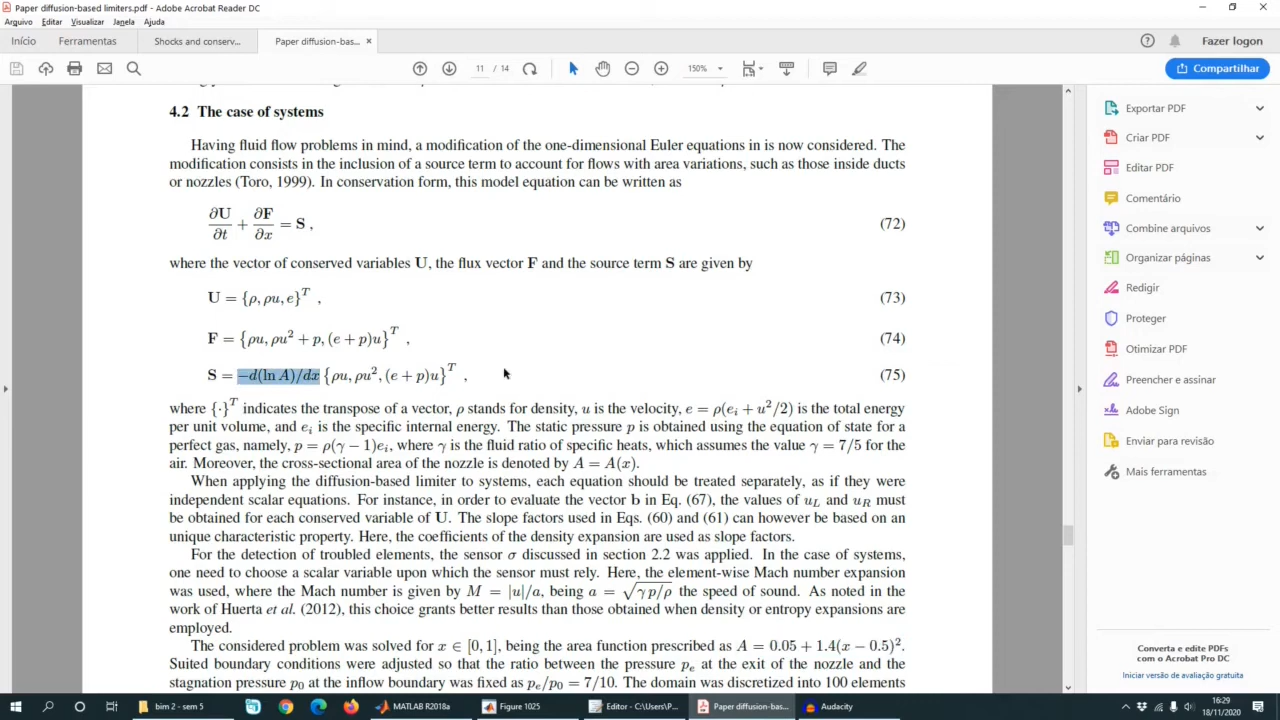 Paper diffusion-based limiters.pdf - Adobe Acrobat Reader DC
Arquivo Editar Visualizar Janela Ajuda
Início Ferramentas Shocks and conserv... Paper diffusion-bas... × Fazer logon
11 / 14 150% Compartilhar
4.2 The case of systems
Having fluid flow problems in mind, a modification of the one-dimensional Euler equations in is now considered. The
modification consists in the inclusion of a source term to account for flows with area variations, such as those inside ducts
or nozzles (Toro, 1999). In conservation form, this model equation can be written as
∂U/∂t + ∂F/∂x = S , (72)
where the vector of conserved variables U, the flux vector F and the source term S are given by
U = {ρ, ρu, e}^T , (73)
F = {ρu, ρu² + p, (e + p)u}^T , (74)
S = −d(ln A)/dx {ρu, ρu², (e + p)u}^T , (75)
where {·}^T indicates the transpose of a vector, ρ stands for density, u is the velocity, e = ρ(e_i + u²/2) is the total energy
per unit volume, and e_i is the specific internal energy. The static pressure p is obtained using the equation of state for a
perfect gas, namely, p = ρ(γ − 1)e_i, where γ is the fluid ratio of specific heats, which assumes the value γ = 7/5 for the
air. Moreover, the cross-sectional area of the nozzle is denoted by A = A(x).
When applying the diffusion-based limiter to systems, each equation should be treated separately, as if they were
independent scalar equations. For instance, in order to evaluate the vector b in Eq. (67), the values of u_L and u_R must
be obtained for each conserved variable of U. The slope factors used in Eqs. (60) and (61) can however be based on an
unique characteristic property. Here, the coefficients of the density expansion are used as slope factors.
For the detection of troubled elements, the sensor σ discussed in section 2.2 was applied. In the case of systems,
one need to choose a scalar variable upon which the sensor must rely. Here, the element-wise Mach number expansion
was used, where the Mach number is given by M = |u|/a, being a = √(γ p/ρ) the speed of sound. As noted in the
work of Huerta et al. (2012), this choice grants better results than those obtained when density or entropy expansions are
employed.
The considered problem was solved for x ∈ [0, 1], being the area function prescribed as A = 0.05 + 1.4(x − 0.5)².
Suited boundary conditions were adjusted so that the ratio between the pressure p_e at the exit of the nozzle and the
stagnation pressure p_0 at the inflow boundary was fixed as p_e/p_0 = 7/10. The domain was discretized into 100 elements
Exportar PDF
Criar PDF
Editar PDF
Comentário
Combine arquivos
Organizar páginas
Redigir
Proteger
Otimizar PDF
Preencher e assinar
Adobe Sign
Enviar para revisão
Mais ferramentas
Converta e edite PDFs
com o Acrobat Pro DC
Iniciar versão de avaliação gratuita
bim 2 - sem 5 MATLAB R2018a Figure 1025 Editor - C:\Users\P... Paper diffusion-bas... Audacity
16:29
18/11/2020